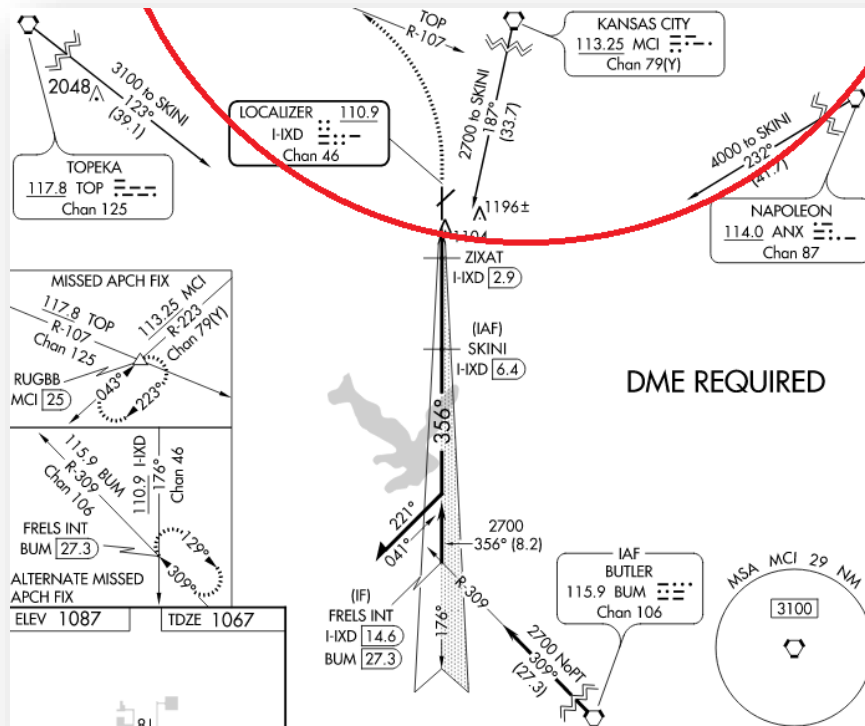 TOP
R-107
KANSAS CITY
113.25 MCI
Chan 79(Y)
3100 to SKINI
123°
(39.1)
2048
LOCALIZER 110.9
I-IXD
Chan 46
2700 to SKINI
187°
(33.7)
4000 to SKINI
232°
(41.7)
TOPEKA
117.8 TOP
Chan 125
NAPOLEON
114.0 ANX
Chan 87
1196±
1104
ZIXAT
I-IXD 2.9
(IAF)
SKINI
I-IXD 6.4
DME REQUIRED
MISSED APCH FIX
117.8 TOP
R-107
Chan 125
113.25 MCI
R-223
Chan 79(Y)
RUGBB
MCI 25
043°
223°
356°
221°
041°
2700
356° (8.2)
115.9 BUM
R-309
Chan 106
110.9 I-IXD
176°
Chan 46
FRELS INT
BUM 27.3
129°
309°
ALTERNATE MISSED
APCH FIX
(IF)
FRELS INT
I-IXD 14.6
BUM 27.3
176°
R-309
2700 NoPT
309°
(27.3)
IAF
BUTLER
115.9 BUM
Chan 106
MSA MCI 29 NM
3100
ELEV 1087
TDZE 1067
18